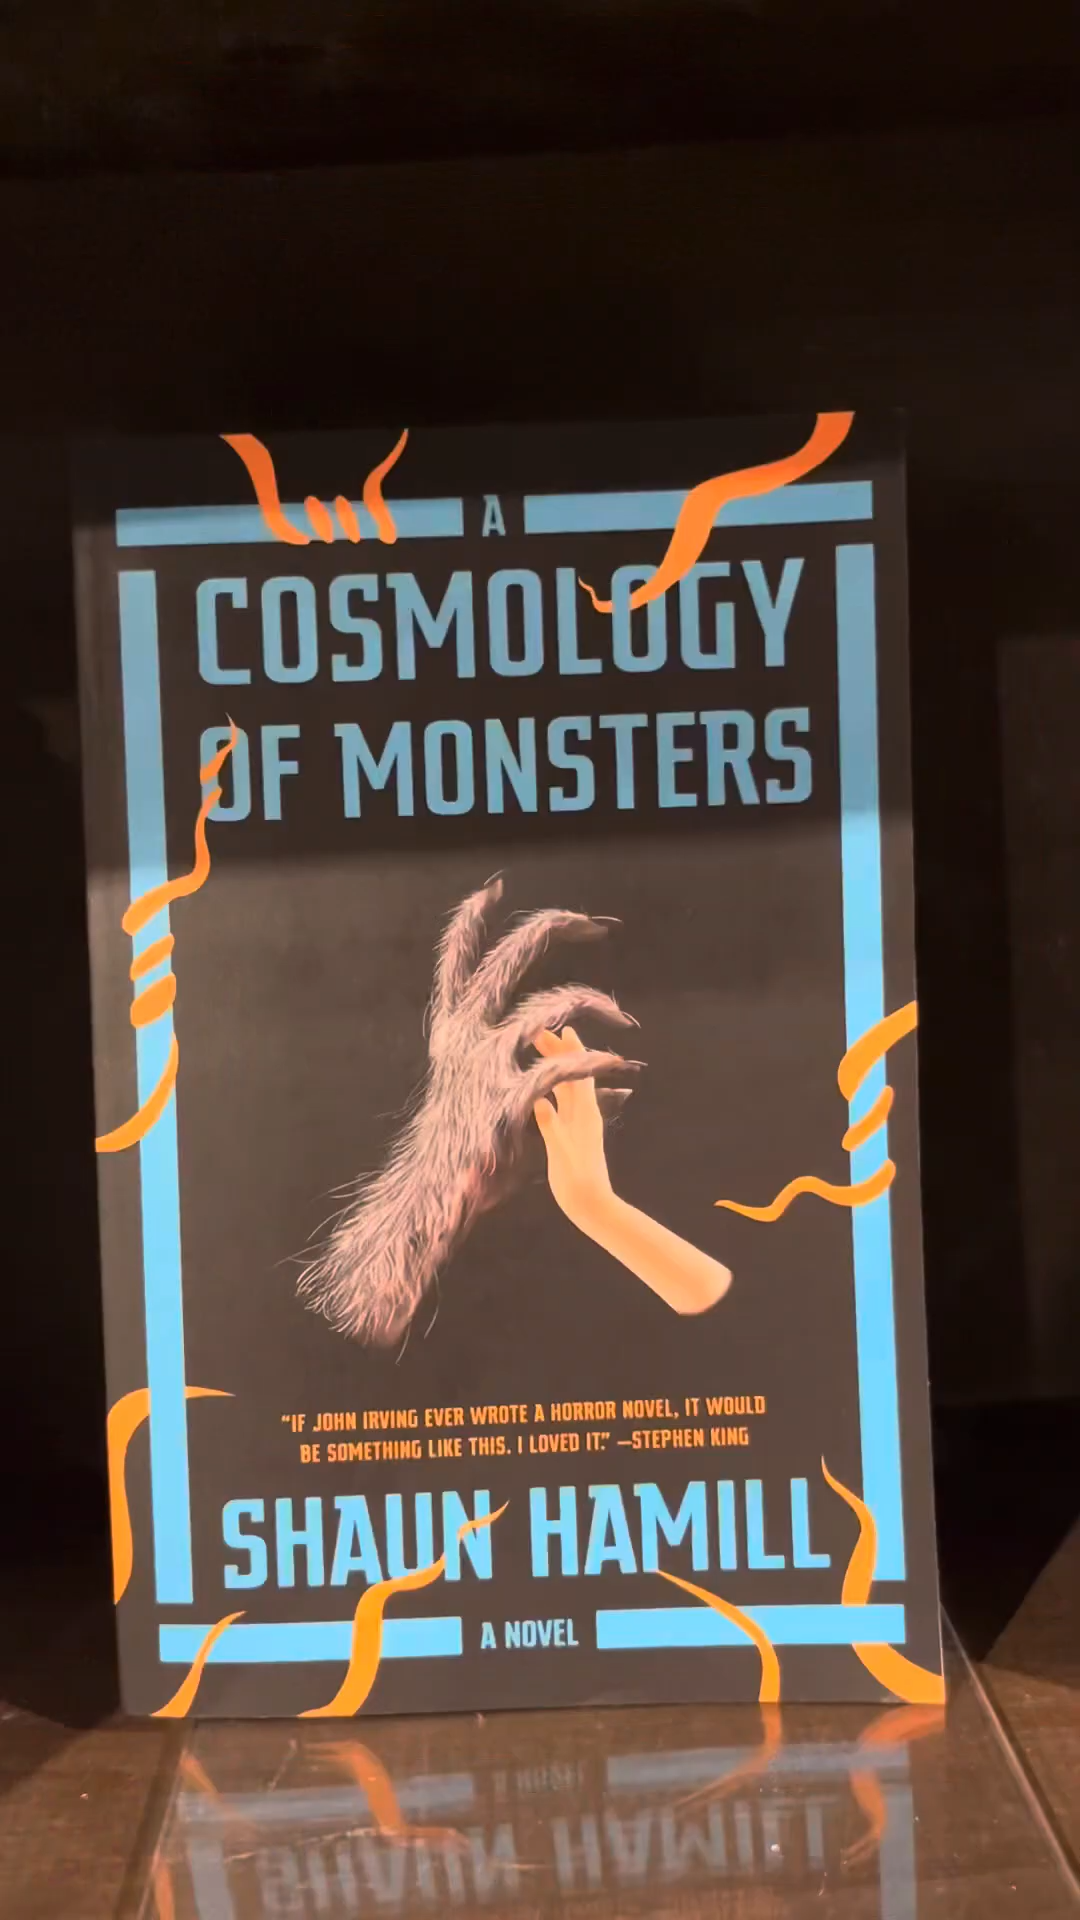 A
COSMOLOGY
OF MONSTERS
“IF JOHN IRVING EVER WROTE A HORROR NOVEL, IT WOULD
BE SOMETHING LIKE THIS. I LOVED IT.” —STEPHEN KING
SHAUN HAMILL
A NOVEL